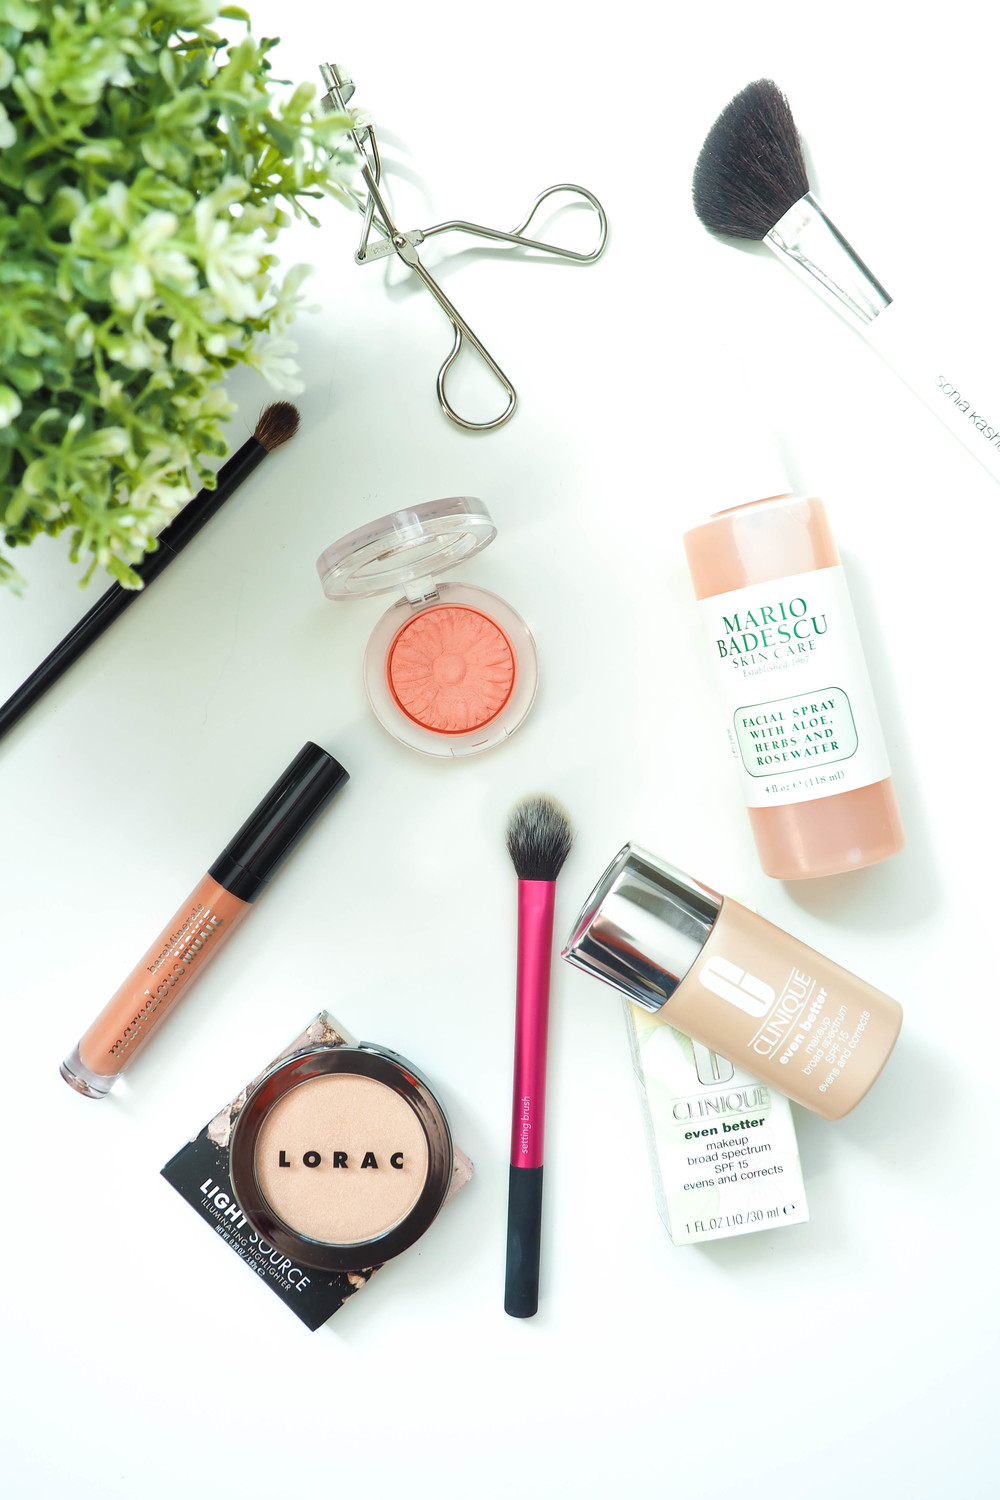 sonia kashu
MARIO
BADESCU
SKIN CARE
Established 1967
FACIAL SPRAY
WITH ALOE,
HERBS AND
ROSEWATER
4 fl oz e (118 ml)
bareMinerals
marvelous
CLINIQUE
even better
makeup
broad spectrum
SPF 15
evens and corrects
CLINIQUE
even better
makeup
broad spectrum
SPF 15
evens and corrects
1 FL.OZ.LIQ./30 ml e
setting brush
LORAC
LIGHT SOURCE
ILLUMINATING HIGHLIGHTER